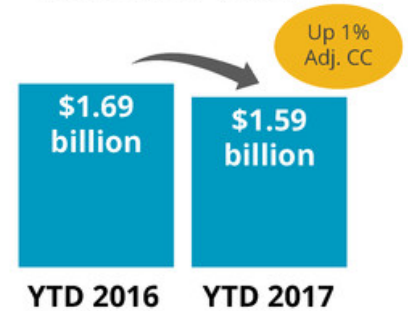 Up 1%
Adj. CC
$1.69
billion
$1.59
billion
YTD 2016
YTD 2017